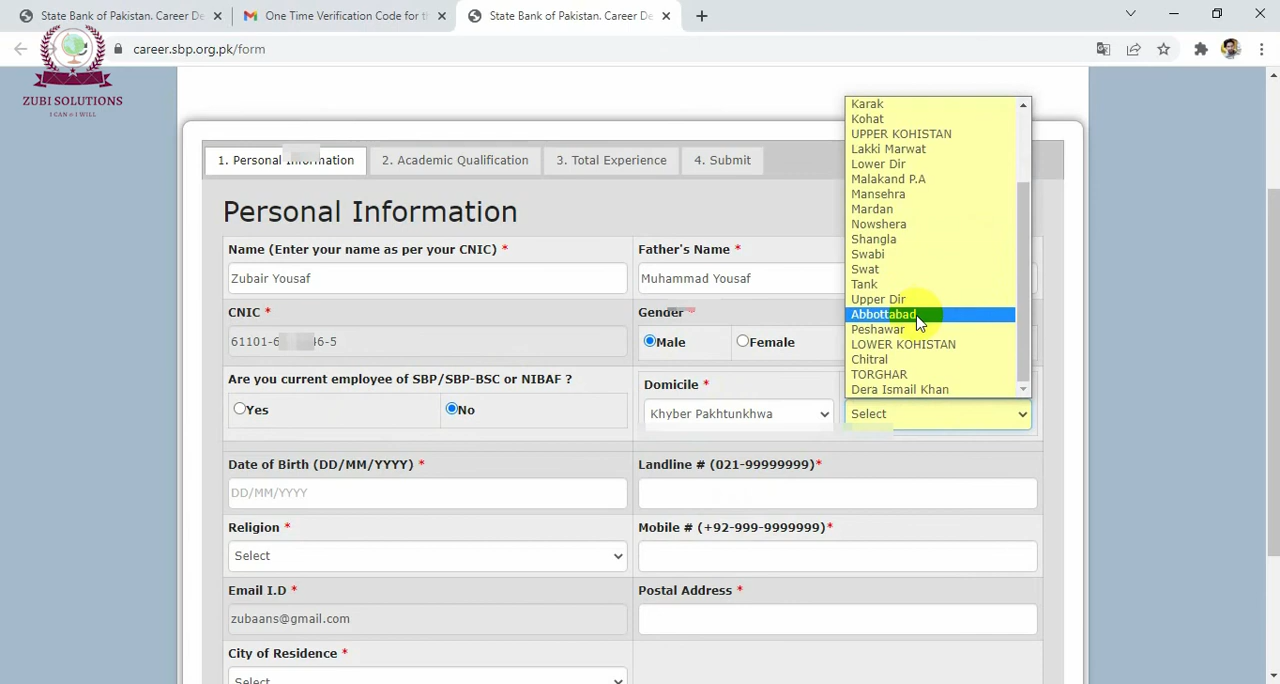 State Bank of Pakistan. Career De
One Time Verification Code for th
State Bank of Pakistan. Career De
career.sbp.org.pk/form
ZUBI SOLUTIONS
I CAN & I WILL
1. Personal Information
2. Academic Qualification
3. Total Experience
4. Submit
Personal Information
Name (Enter your name as per your CNIC) *
Father's Name *
Zubair Yousaf
Muhammad Yousaf
CNIC *
Gender *
61101-6 46-5
Male
Female
Are you current employee of SBP/SBP-BSC or NIBAF ?
Domicile *
Yes
No
Khyber Pakhtunkhwa
Select
Karak
Kohat
UPPER KOHISTAN
Lakki Marwat
Lower Dir
Malakand P.A
Mansehra
Mardan
Nowshera
Shangla
Swabi
Swat
Tank
Upper Dir
Abbottabad
Peshawar
LOWER KOHISTAN
Chitral
TORGHAR
Dera Ismail Khan
Date of Birth (DD/MM/YYYY) *
Landline # (021-99999999)*
DD/MM/YYYY
Religion *
Mobile # (+92-999-9999999)*
Select
Email I.D *
Postal Address *
zubaans@gmail.com
City of Residence *
Select